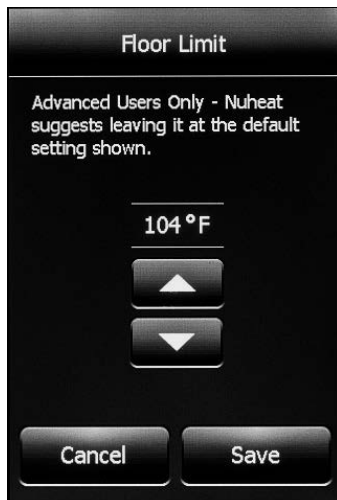 Floor Limit
Advanced Users Only - Nuheat
suggests leaving it at the default
setting shown.
104°F
Cancel
Save